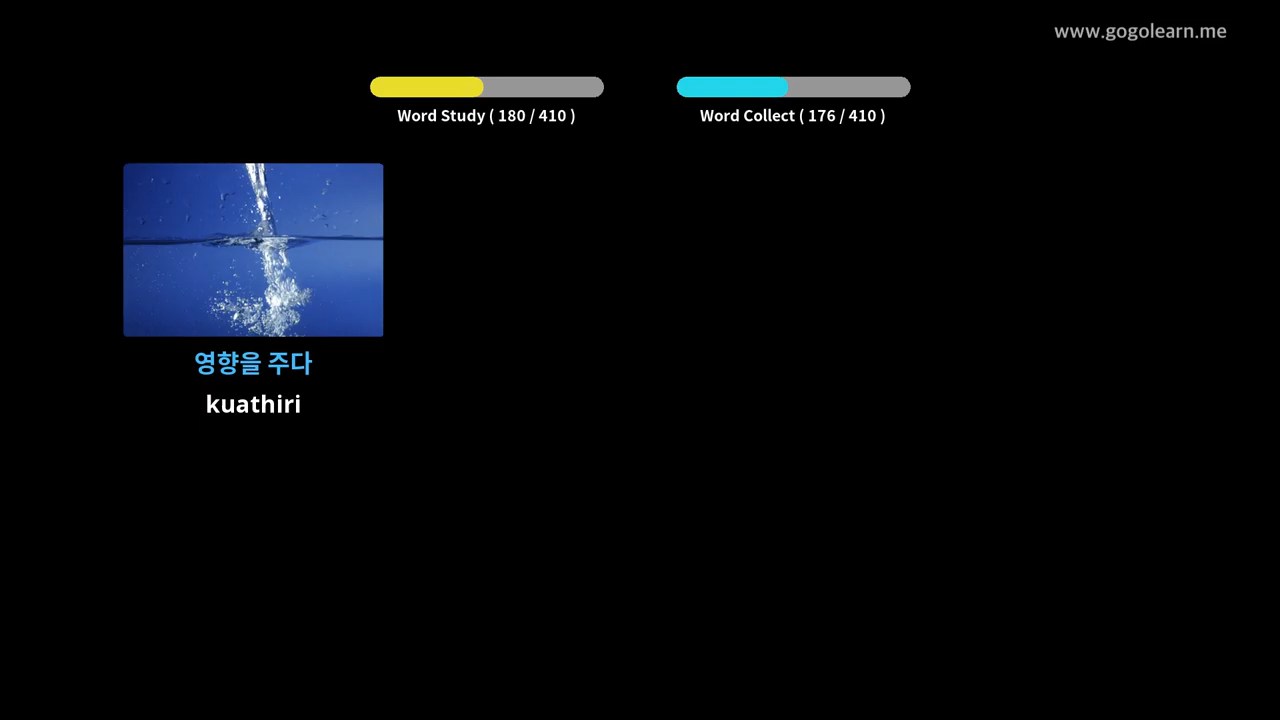 www.gogolearn.me
Word Study ( 180 / 410 )
Word Collect ( 176 / 410 )
영향을 주다
kuathiri